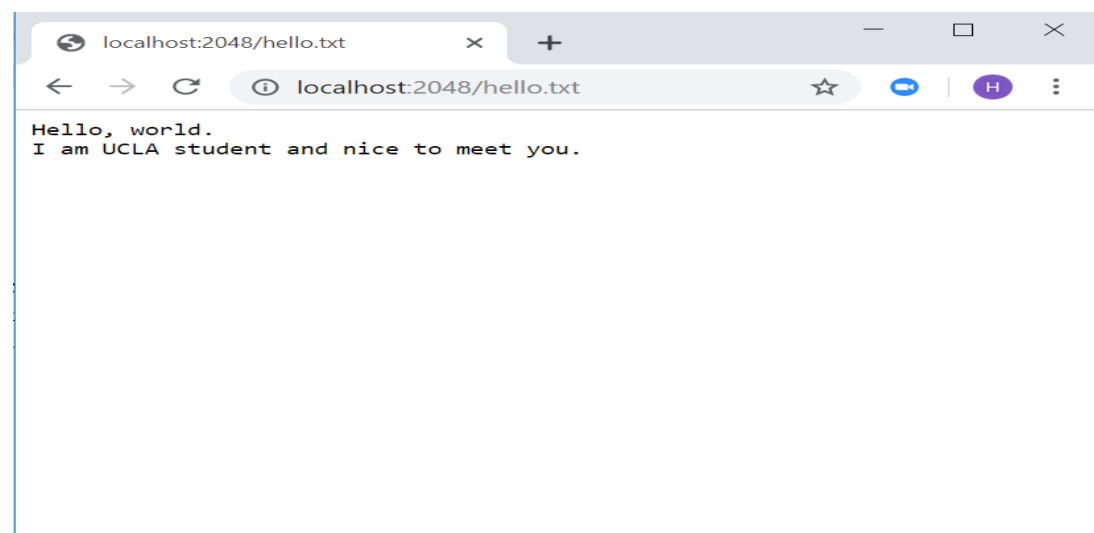 localhost:2048/hello.txt
localhost:2048/hello.txt
H
Hello, world.
I am UCLA student and nice to meet you.